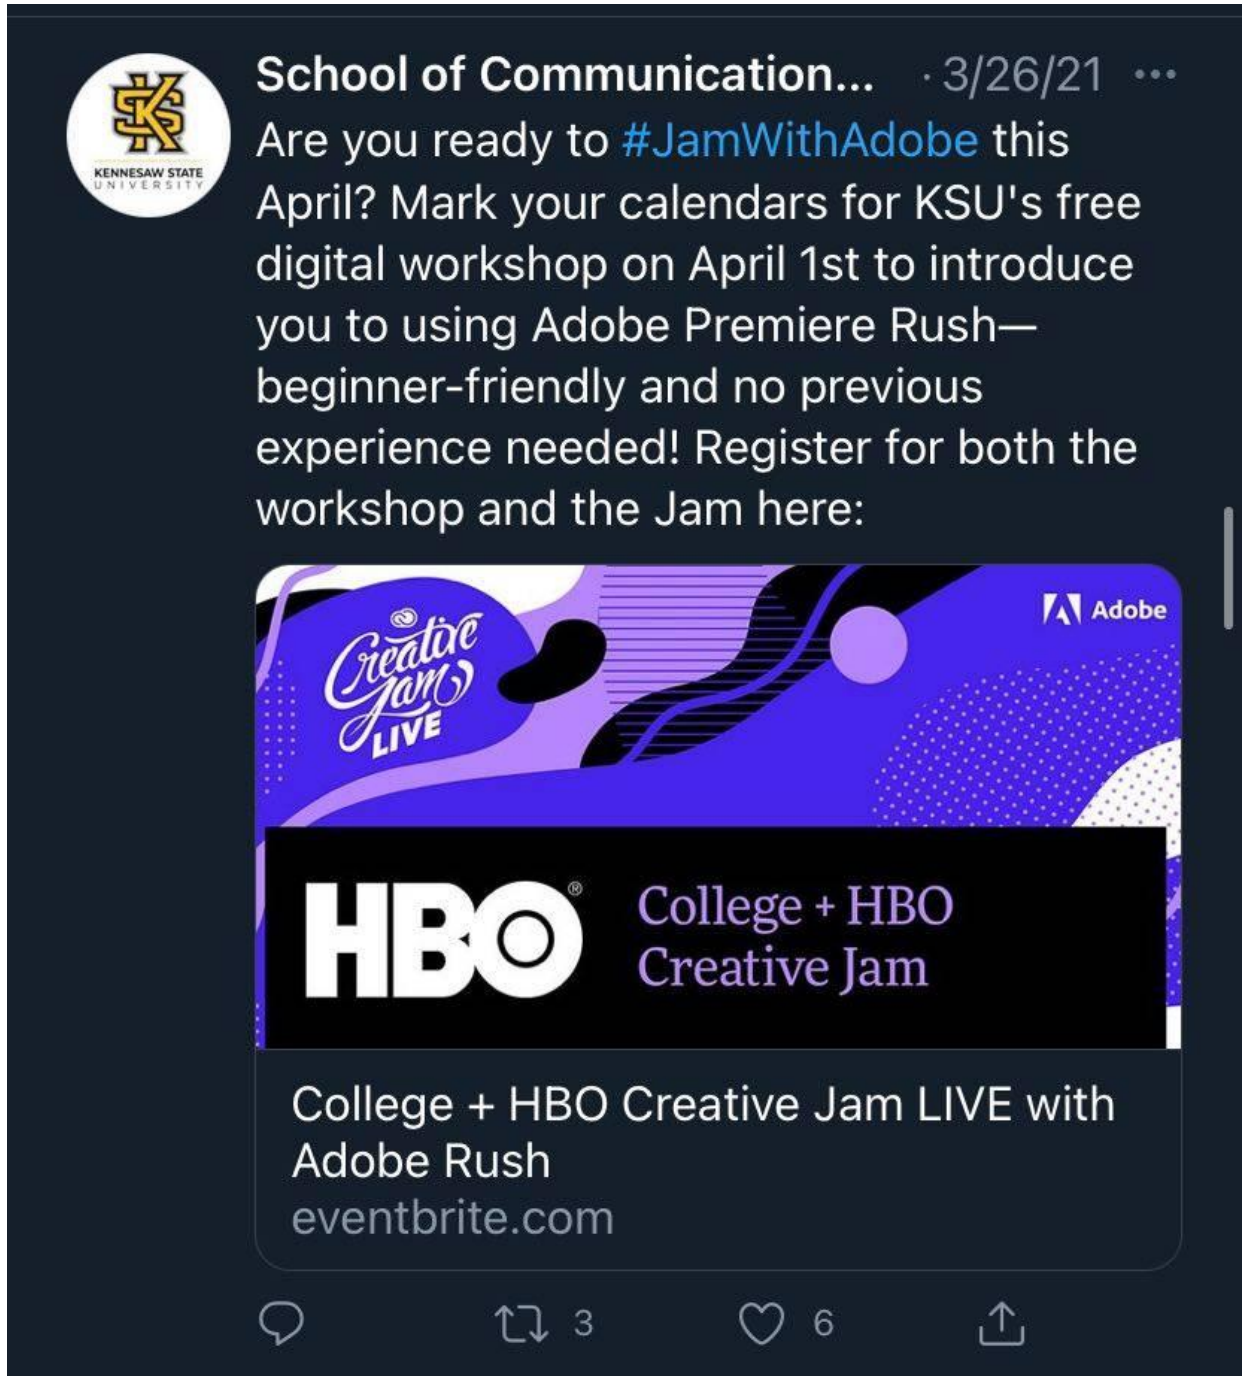 School of Communication... · 3/26/21 ...
KENNESAW STATE
UNIVERSITY
Are you ready to #JamWithAdobe this
April? Mark your calendars for KSU's free
digital workshop on April 1st to introduce
you to using Adobe Premiere Rush—
beginner-friendly and no previous
experience needed! Register for both the
workshop and the Jam here:
Creative
Jam
LIVE
Adobe
HBO®
College + HBO
Creative Jam
College + HBO Creative Jam LIVE with
Adobe Rush
eventbrite.com
3 6